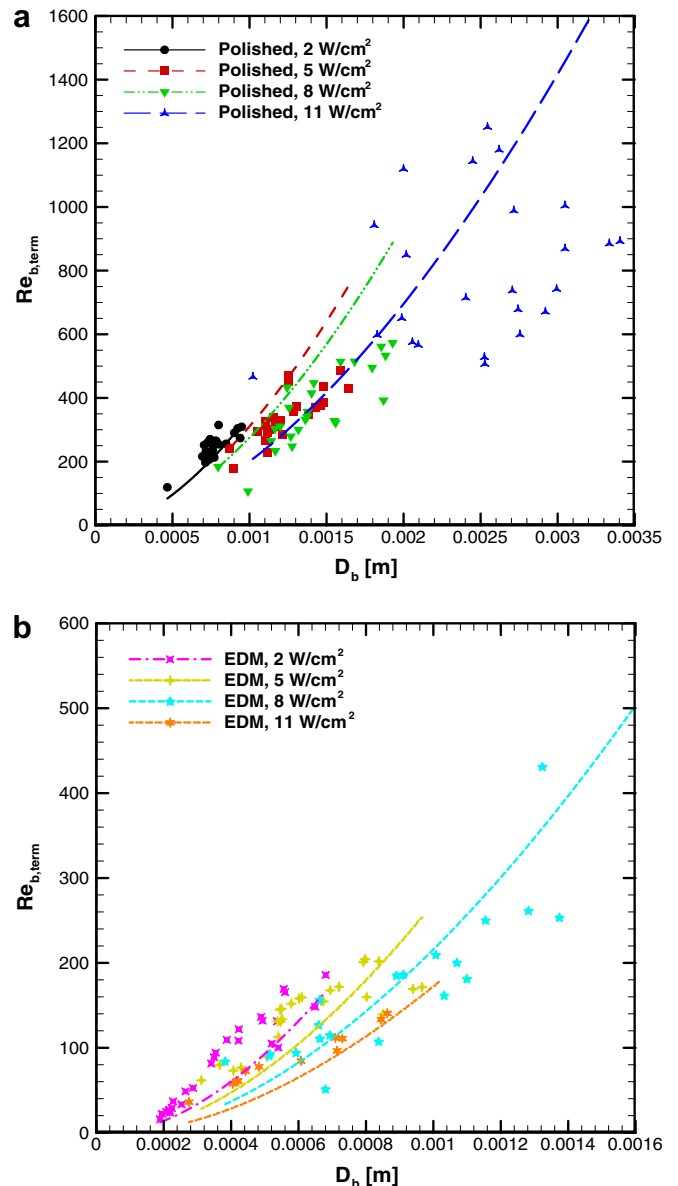 a
1600
1400
1200
1000
800
600
400
200
0
Re_b,term
Polished, 2 W/cm²
Polished, 5 W/cm²
Polished, 8 W/cm²
Polished, 11 W/cm²
0 0.0005 0.001 0.0015 0.002 0.0025 0.003 0.0035
D_b [m]
b
600
500
400
300
200
100
0
Re_b,term
EDM, 2 W/cm²
EDM, 5 W/cm²
EDM, 8 W/cm²
EDM, 11 W/cm²
0 0.0002 0.0004 0.0006 0.0008 0.001 0.0012 0.0014 0.0016
D_b [m]